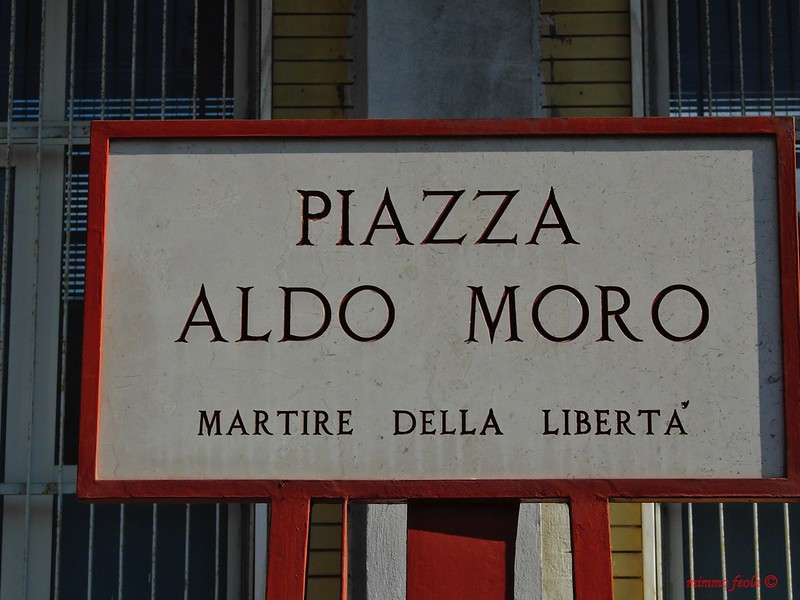 PIAZZA
ALDO MORO
MARTIRE DELLA LIBERTA'
mimmo feola ©